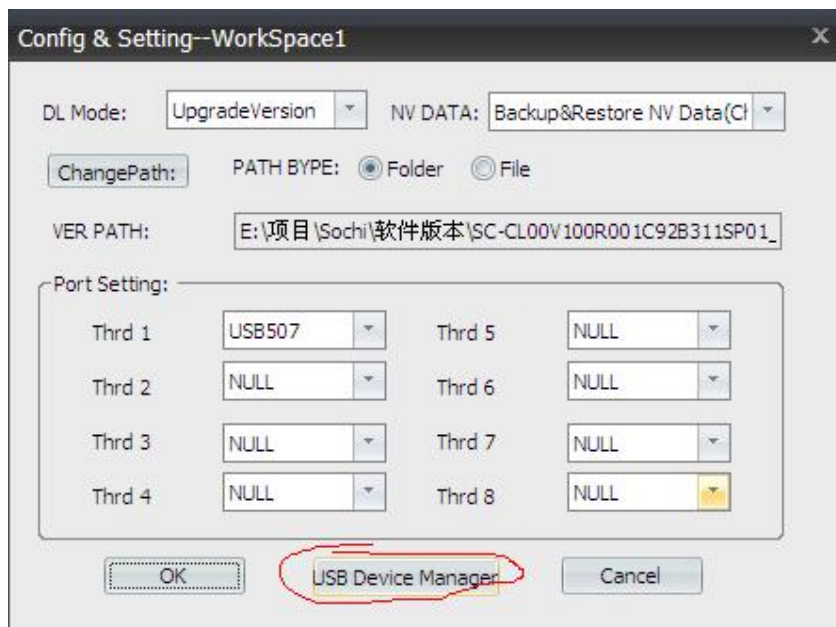 Config & Setting--WorkSpace1 x
DL Mode: UpgradeVersion NV DATA: Backup&Restore NV Data(Cl
ChangePath: PATH BYPE: Folder File
VER PATH: E:\项目\Sochi\软件版本\SC-CL00V100R001C92B311SP01_
Port Setting:
Thrd 1 USB507 Thrd 5 NULL
Thrd 2 NULL Thrd 6 NULL
Thrd 3 NULL Thrd 7 NULL
Thrd 4 NULL Thrd 8 NULL
OK USB Device Manager Cancel